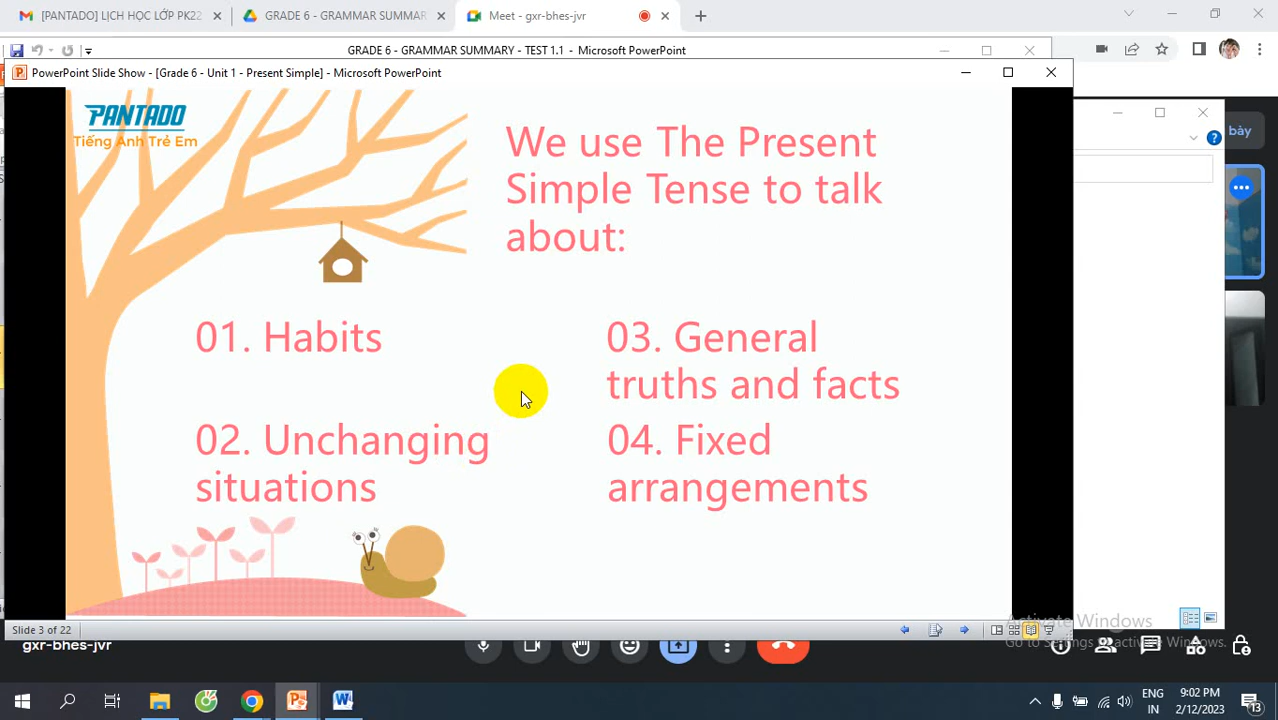 [PANTADO] LỊCH HỌC LỚP PK22
GRADE 6 - GRAMMAR SUMMAR
Meet - gxr-bhes-jvr
GRADE 6 - GRAMMAR SUMMARY - TEST 1.1 - Microsoft PowerPoint
PowerPoint Slide Show - [Grade 6 - Unit 1 - Present Simple] - Microsoft PowerPoint
PANTADO
Tiếng Anh Trẻ Em
bày
We use The Present
Simple Tense to talk
about:
01. Habits
03. General
truths and facts
02. Unchanging
situations
04. Fixed
arrangements
Activate Windows
Go to Settings to activate Windows.
Slide 3 of 22
gxr-bhes-jvr
ENG
IN
9:02 PM
2/12/2023
13